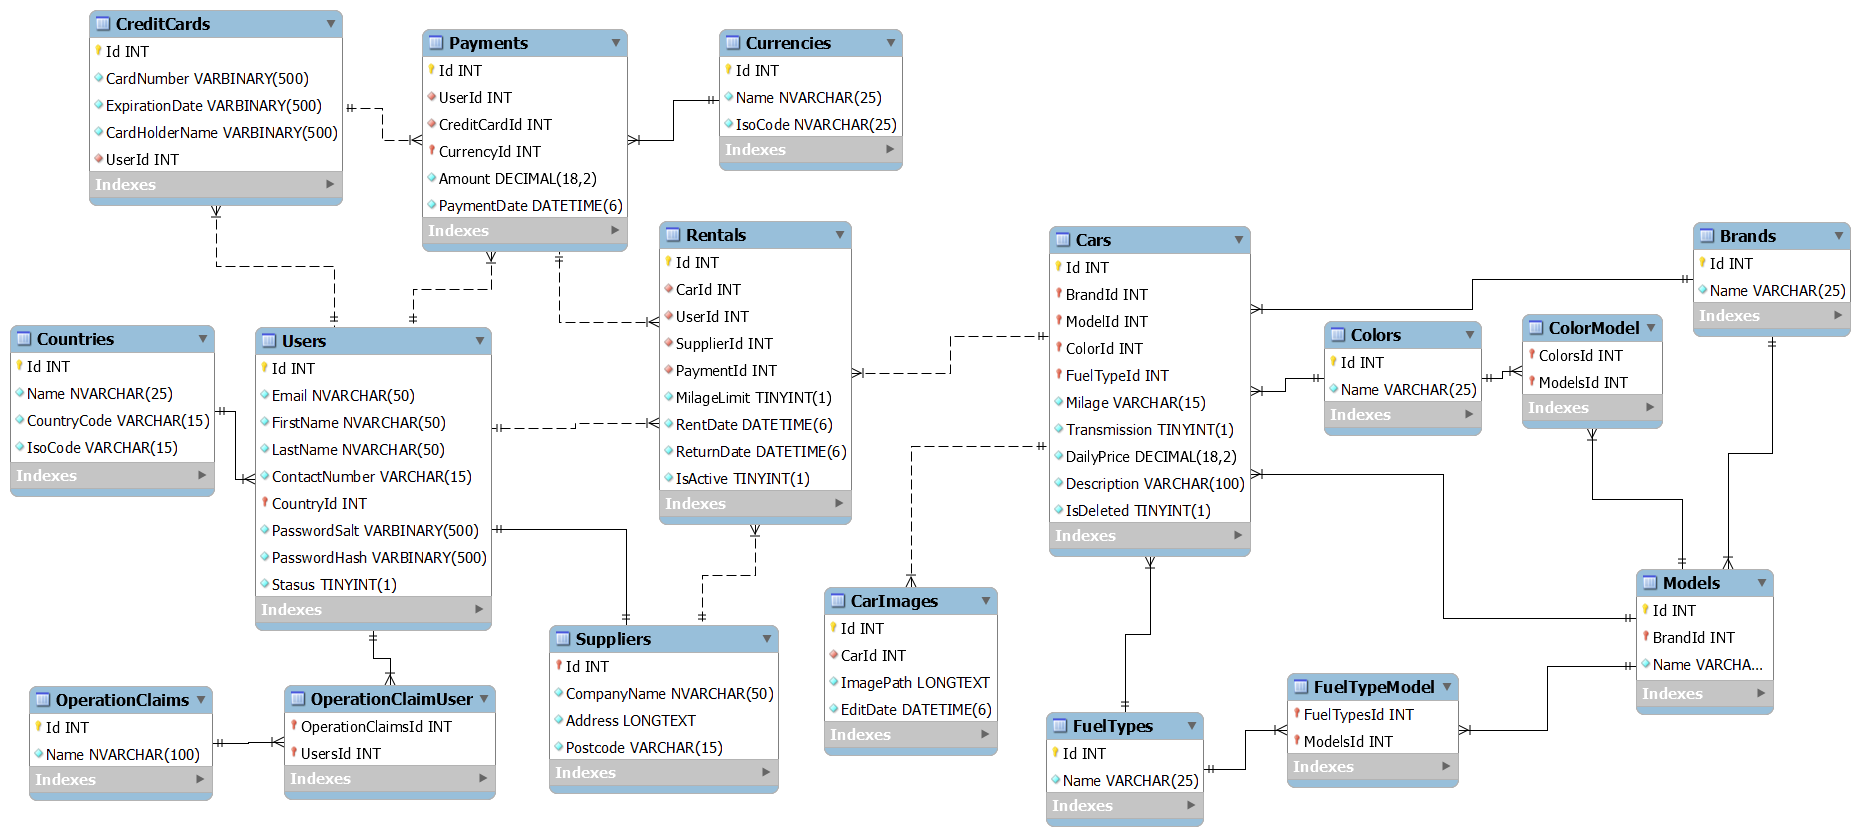 CreditCards
Id INT
CardNumber VARBINARY(500)
ExpirationDate VARBINARY(500)
CardHolderName VARBINARY(500)
UserId INT
Indexes
Payments
Id INT
UserId INT
CreditCardId INT
CurrencyId INT
Amount DECIMAL(18,2)
PaymentDate DATETIME(6)
Indexes
Currencies
Id INT
Name NVARCHAR(25)
IsoCode NVARCHAR(25)
Indexes
Rentals
Id INT
CarId INT
UserId INT
SupplierId INT
PaymentId INT
MilageLimit TINYINT(1)
RentDate DATETIME(6)
ReturnDate DATETIME(6)
IsActive TINYINT(1)
Indexes
Cars
Id INT
BrandId INT
ModelId INT
ColorId INT
FuelTypeId INT
Milage VARCHAR(15)
Transmission TINYINT(1)
DailyPrice DECIMAL(18,2)
Description VARCHAR(100)
IsDeleted TINYINT(1)
Indexes
Brands
Id INT
Name VARCHAR(25)
Indexes
Colors
Id INT
Name VARCHAR(25)
Indexes
ColorModel
ColorsId INT
ModelsId INT
Indexes
Countries
Id INT
Name NVARCHAR(25)
CountryCode VARCHAR(15)
IsoCode VARCHAR(15)
Indexes
Users
Id INT
Email NVARCHAR(50)
FirstName NVARCHAR(50)
LastName NVARCHAR(50)
ContactNumber VARCHAR(15)
CountryId INT
PasswordSalt VARBINARY(500)
PasswordHash VARBINARY(500)
Stasus TINYINT(1)
Indexes
Suppliers
Id INT
CompanyName NVARCHAR(50)
Address LONGTEXT
Postcode VARCHAR(15)
Indexes
CarImages
Id INT
CarId INT
ImagePath LONGTEXT
EditDate DATETIME(6)
Indexes
Models
Id INT
BrandId INT
Name VARCHA...
Indexes
OperationClaims
Id INT
Name NVARCHAR(100)
Indexes
OperationClaimUser
OperationClaimsId INT
UsersId INT
Indexes
FuelTypes
Id INT
Name VARCHAR(25)
Indexes
FuelTypeModel
FuelTypesId INT
ModelsId INT
Indexes